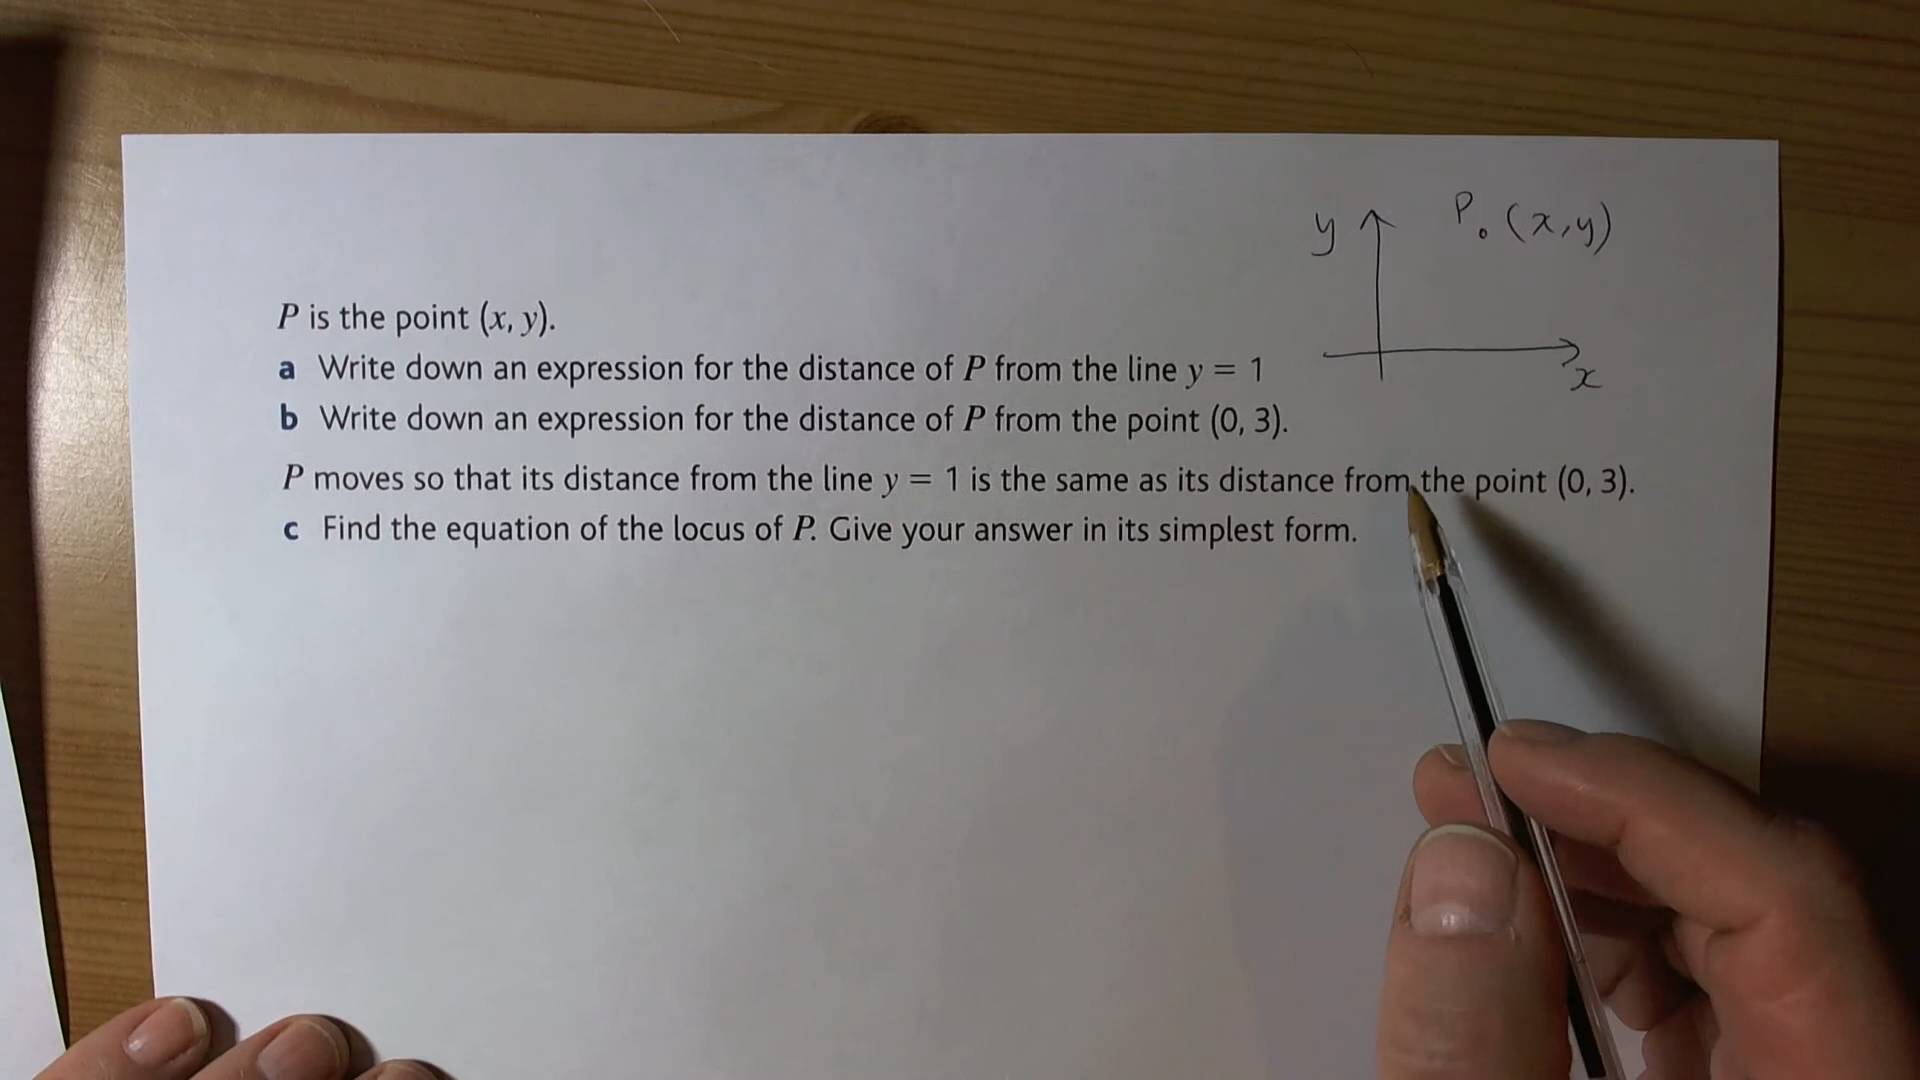 y
P (x, y)
P is the point (x, y).
a Write down an expression for the distance of P from the line y = 1
x
b Write down an expression for the distance of P from the point (0, 3).
P moves so that its distance from the line y = 1 is the same as its distance from the point (0, 3).
c Find the equation of the locus of P. Give your answer in its simplest form.